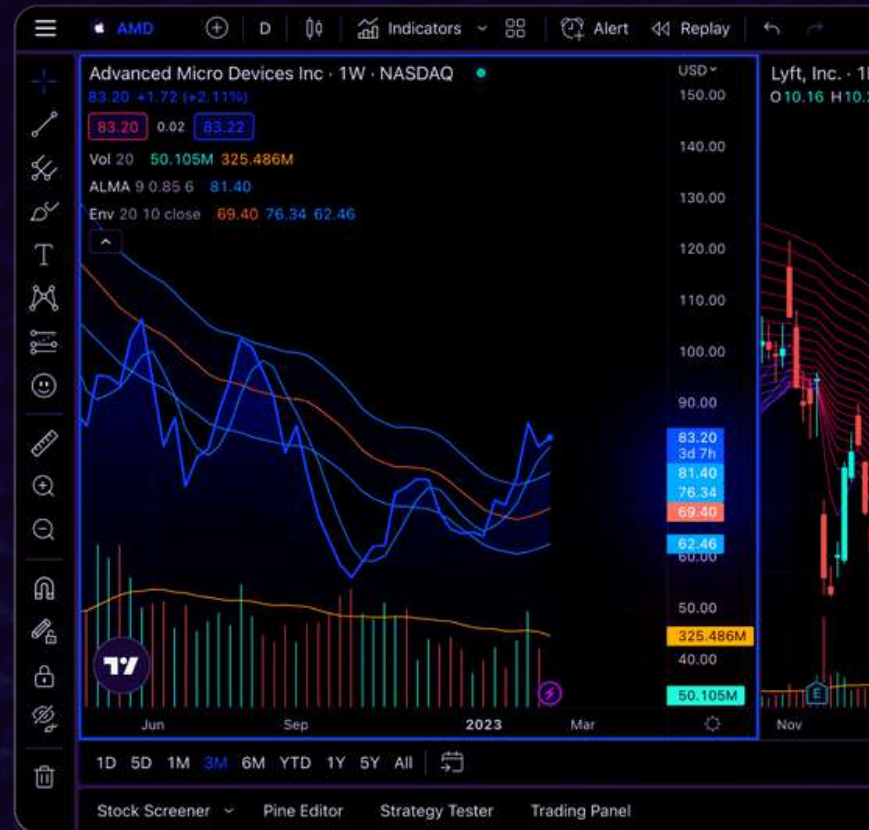 AMD D Indicators Alert Replay
Advanced Micro Devices Inc · 1W · NASDAQ
83.20 +1.72 (+2.11%)
83.20 0.02 83.22
Vol 20 50.105M 325.486M
ALMA 9 0.85 6 81.40
Env 20 10 close 69.40 76.34 62.46
USD
150.00
140.00
130.00
120.00
110.00
100.00
90.00
83.20
3d 7h
81.40
76.34
69.40
62.46
60.00
50.00
325.486M
40.00
50.105M
Jun Sep 2023 Mar
Lyft, Inc. ·
O10.16 H10.
E
Nov
1D 5D 1M 3M 6M YTD 1Y 5Y All
Stock Screener Pine Editor Strategy Tester Trading Panel